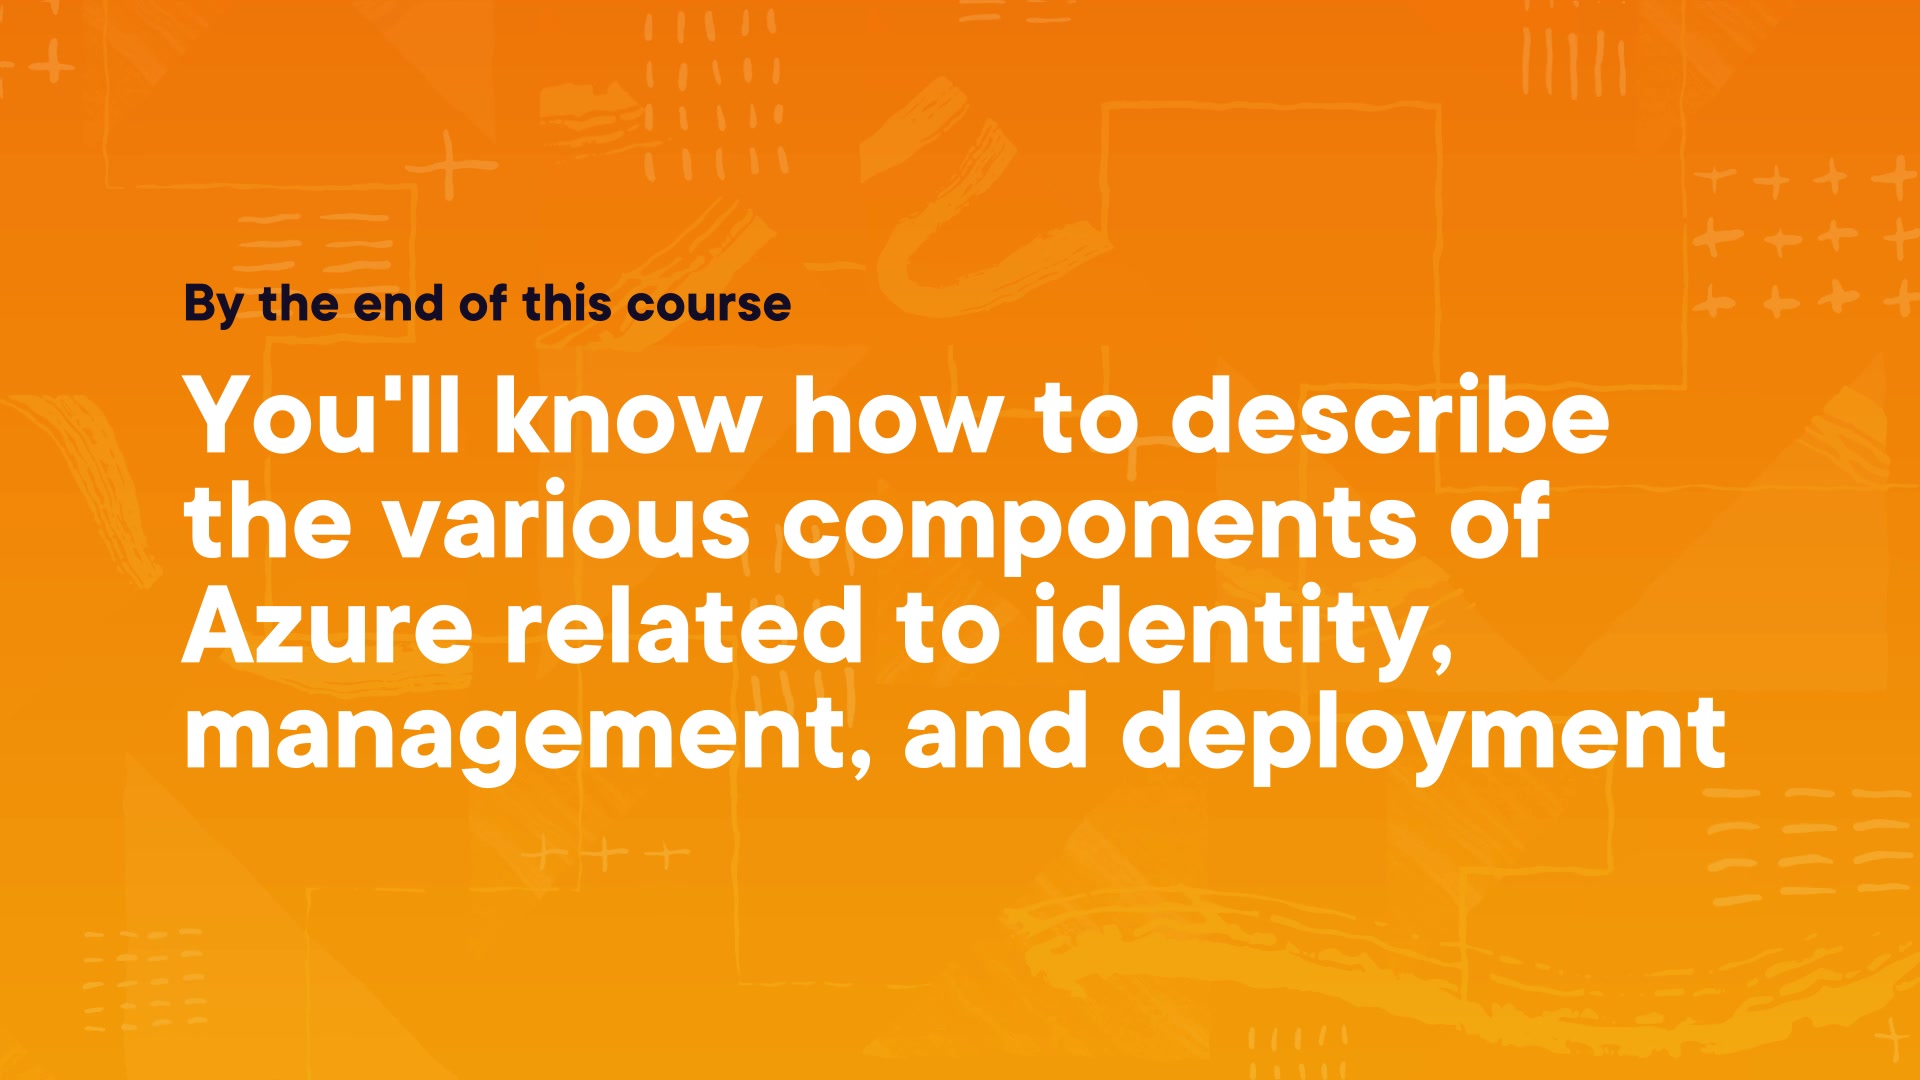 By the end of this course
You'll know how to describe
the various components of
Azure related to identity,
management, and deployment